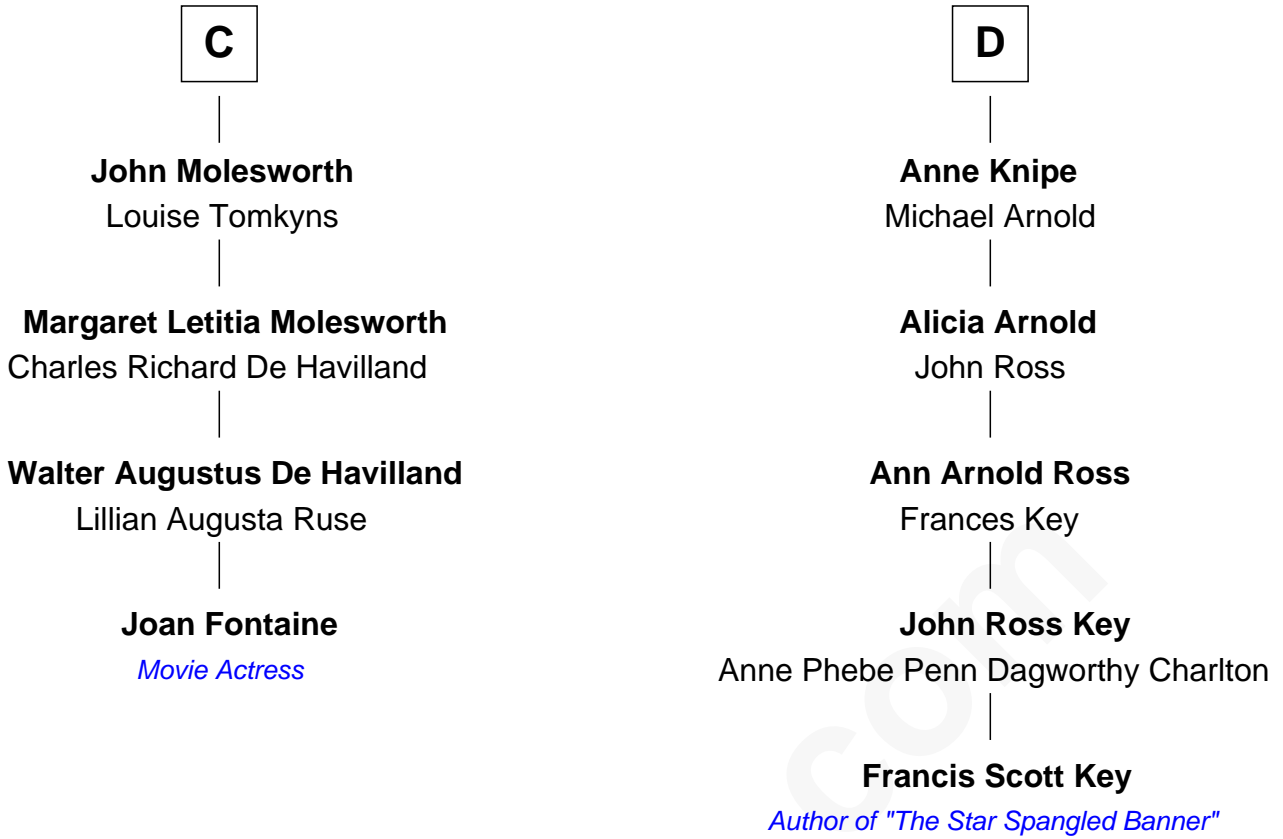 C
John Molesworth
Louise Tomkyns
Margaret Letitia Molesworth
Charles Richard De Havilland
Walter Augustus De Havilland
Lillian Augusta Ruse
Joan Fontaine
Movie Actress
D
Anne Knipe
Michael Arnold
Alicia Arnold
John Ross
Ann Arnold Ross
Frances Key
John Ross Key
Anne Phebe Penn Dagworthy Charlton
Francis Scott Key
Author of "The Star Spangled Banner"
com